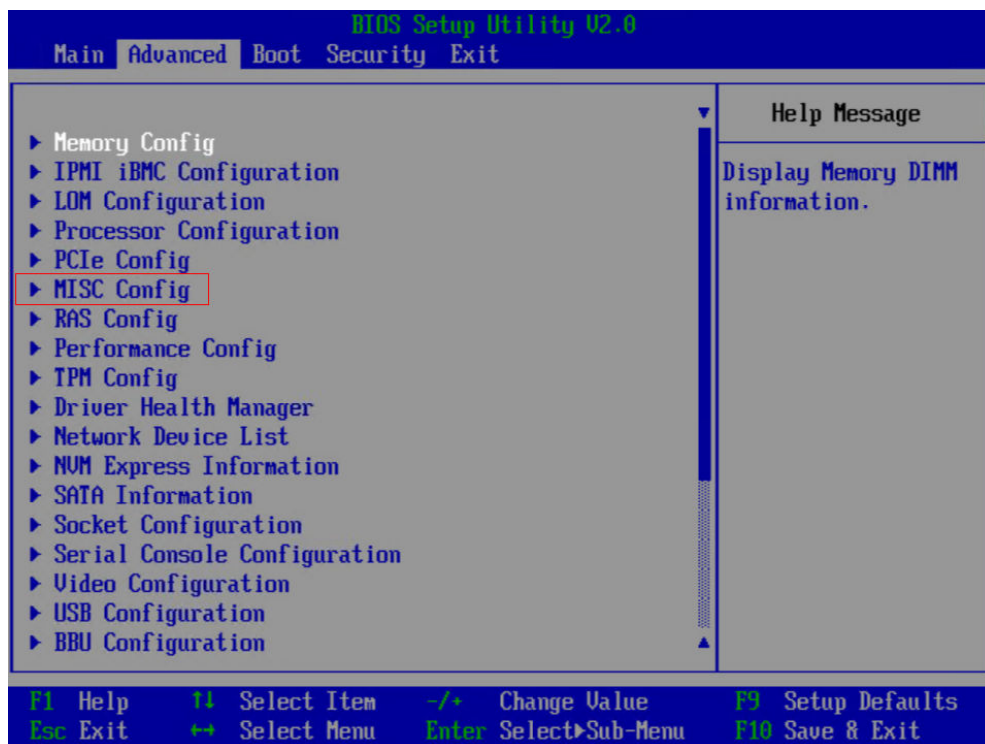 BIOS Setup Utility V2.0
Main Advanced Boot Security Exit
Help Message
Display Memory DIMM
information.
Memory Config
IPMI iBMC Configuration
LOM Configuration
Processor Configuration
PCIe Config
MISC Config
RAS Config
Performance Config
TPM Config
Driver Health Manager
Network Device List
NVM Express Information
SATA Information
Socket Configuration
Serial Console Configuration
Video Configuration
USB Configuration
BBU Configuration
F1 Help ↑↓ Select Item -/+ Change Value F9 Setup Defaults
Esc Exit ↔ Select Menu Enter Select▶Sub-Menu F10 Save & Exit